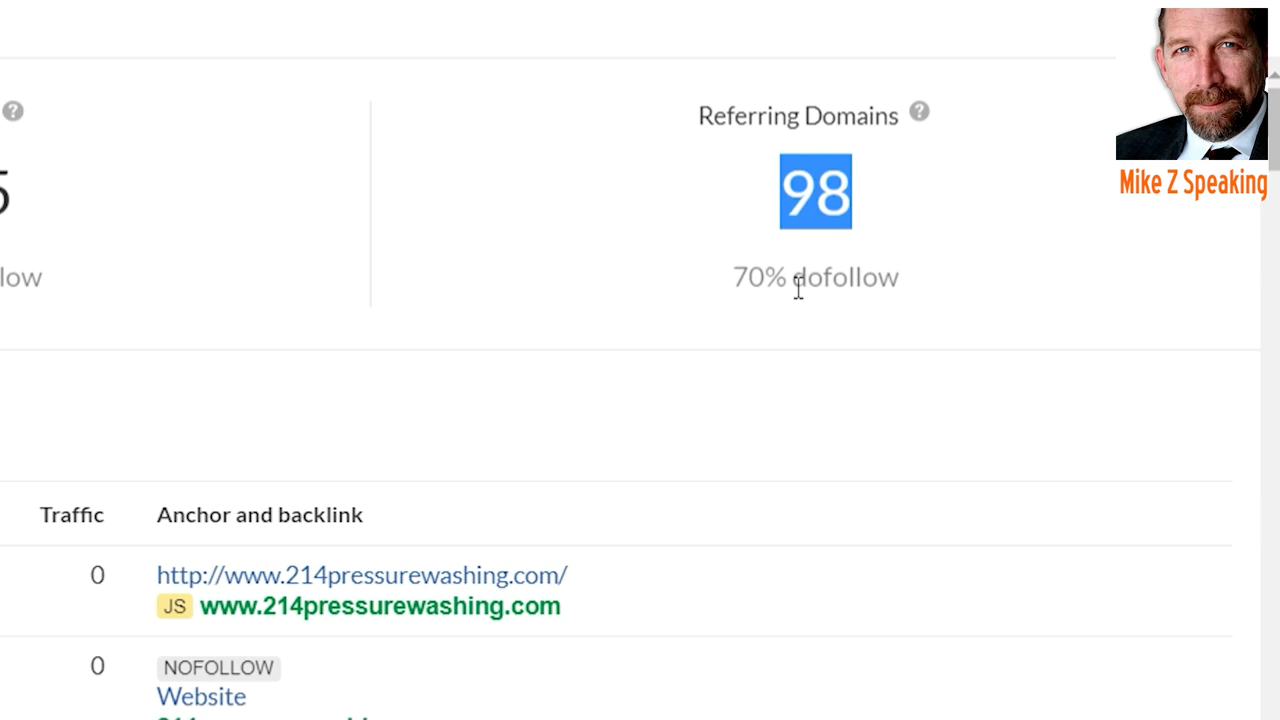 Referring Domains
Mike Z Speaking
98
low
70% dofollow
Traffic
Anchor and backlink
0
http://www.214pressurewashing.com/
JS
www.214pressurewashing.com
0
NOFOLLOW
Website